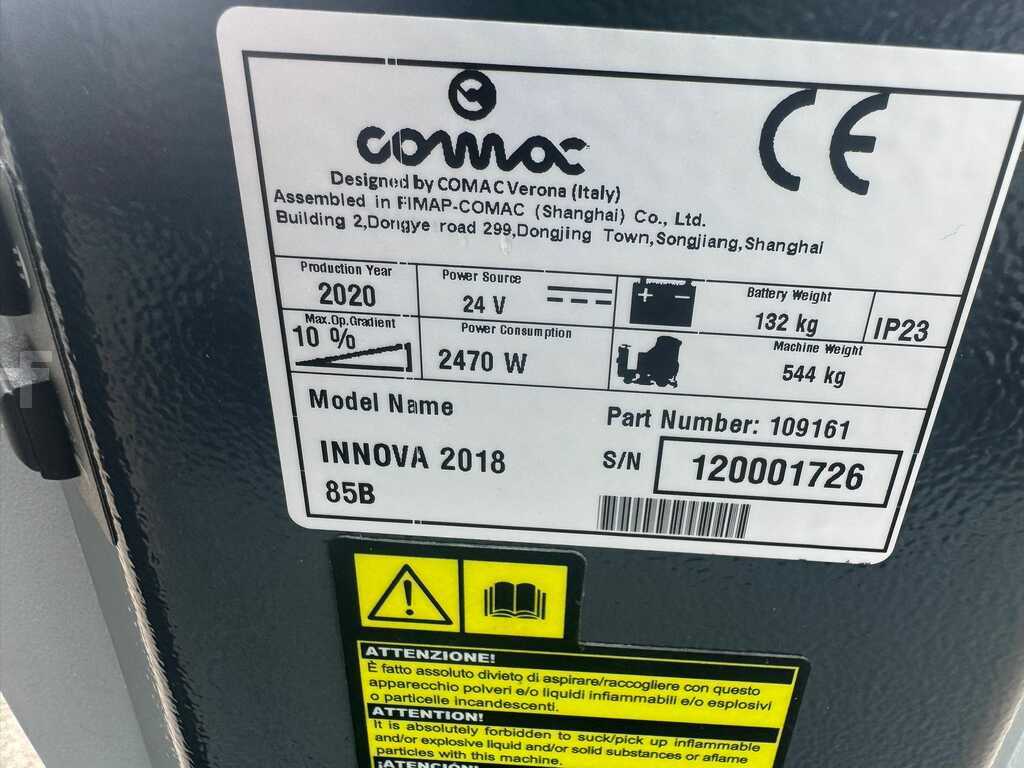 comac
CE
Designed by COMAC Verona (Italy)
Assembled in FIMAP-COMAC (Shanghai) Co., Ltd.
Building 2,Dongye road 299,Dongjing Town,Songjiang,Shanghai
Production Year
2020
Power Source
24 V
+ -
Battery Weight
132 kg
IP23
Max.Op.Gradient
10 %
Power Consumption
2470 W
Machine Weight
544 kg
Model Name
Part Number: 109161
INNOVA 2018
85B
S/N
120001726
ATTENZIONE!
È fatto assoluto divieto di aspirare/raccogliere con questo
apparecchio polveri e/o liquidi infiammabili e/o esplosivi
o particelle incandescenti.
ATTENTION!
It is absolutely forbidden to suck/pick up inflammable
and/or explosive liquid and/or solid substances or aflame
particles with this machine.
¡ATENCIÓN!